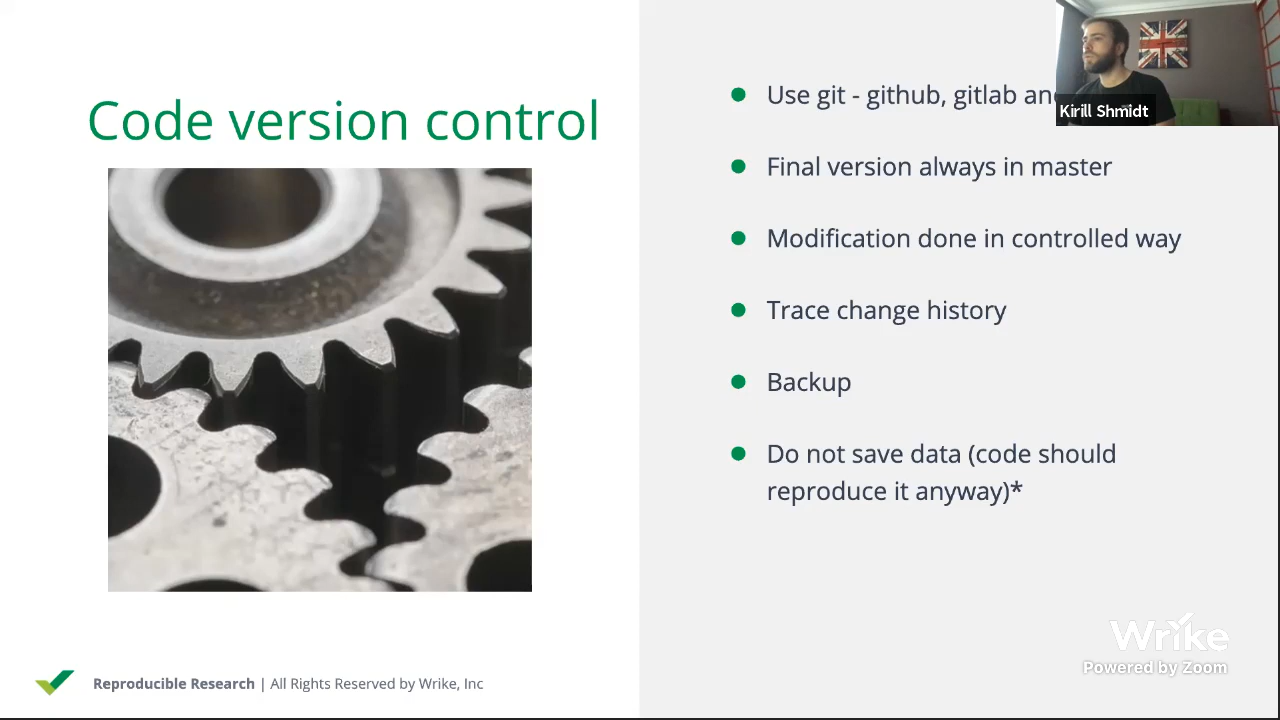 Code version control
Use git - github, gitlab and
Kirill Shmidt
Final version always in master
Modification done in controlled way
Trace change history
Backup
Do not save data (code should
reproduce it anyway)*
Wrike
Powered by Zoom
Reproducible Research | All Rights Reserved by Wrike, Inc